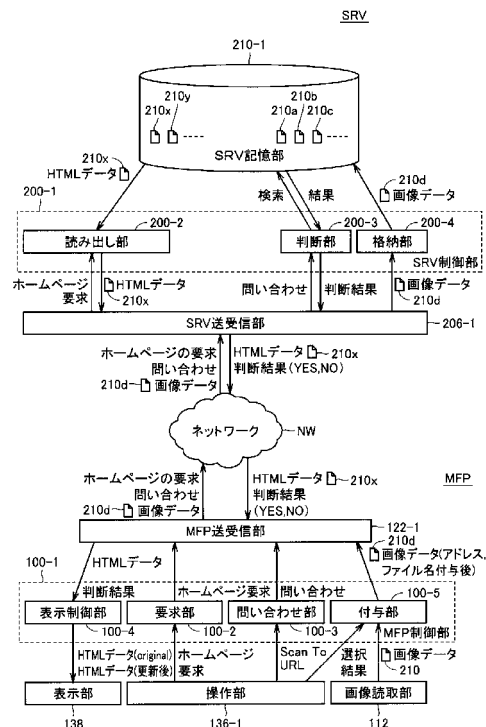 SRV
210-1
210x
210y
210a
210b
210c
SRV記憶部
210x
HTMLデータ
検索
結果
210d
画像データ
200-1
200-2
読み出し部
200-3
判断部
200-4
格納部
SRV制御部
ホームページ
要求
HTMLデータ
210x
問い合わせ
判断結果
画像データ
210d
SRV送受信部
206-1
ホームページの要求
問い合わせ
210d 画像データ
HTMLデータ 210x
判断結果(YES,NO)
ネットワーク
NW
ホームページの要求
問い合わせ
210d 画像データ
HTMLデータ 210x
判断結果
(YES,NO)
MFP
MFP送受信部
122-1
210d
画像データ(アドレス,
ファイル名付与後)
HTMLデータ
100-1
判断結果
ホームページ要求
問い合わせ
表示制御部
100-4
要求部
100-2
問い合わせ部
100-3
付与部
100-5
MFP制御部
HTMLデータ(original)
HTMLデータ(更新後)
ホームページ
要求
Scan To
URL
選択
結果
画像データ
210
表示部
138
操作部
136-1
画像読取部
112